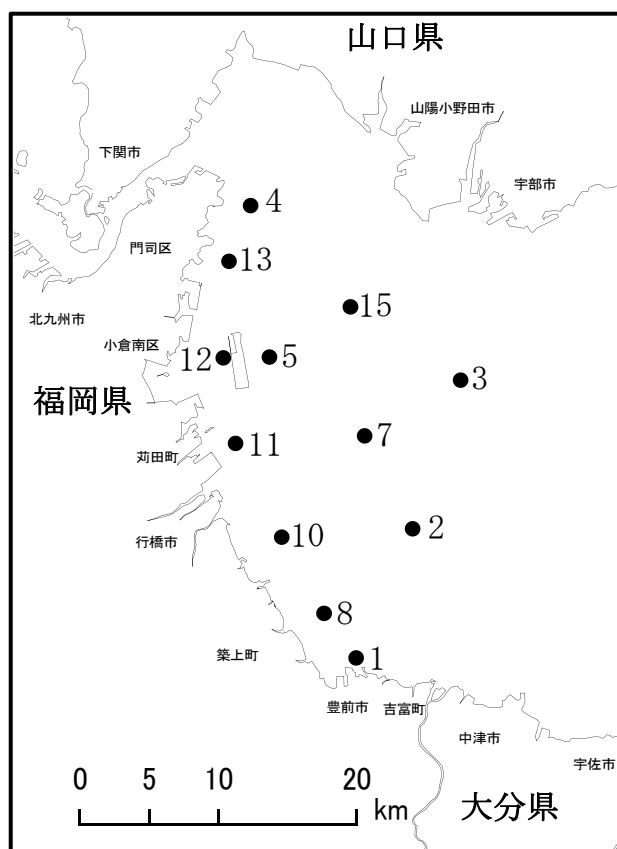 山口県
山陽小野田市
下関市
宇部市
4
門司区
13
15
北九州市
小倉南区
12
5
3
福岡県
7
11
苅田町
2
行橋市
10
8
築上町
1
豊前市
吉富町
中津市
宇佐市
0 5 10 20
km
大分県